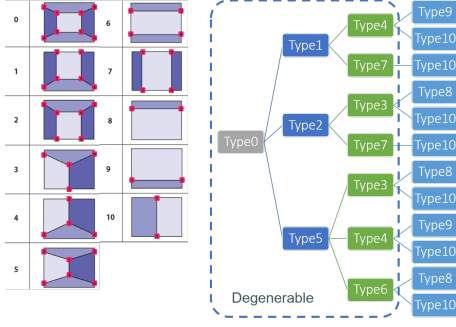 0
6
1
7
2
8
3
9
4
10
5
Type0
Type1
Type2
Type5
Type4
Type7
Type3
Type7
Type3
Type4
Type6
Type9
Type10
Type10
Type8
Type10
Type10
Type8
Type10
Type9
Type10
Type8
Type10
Degenerable